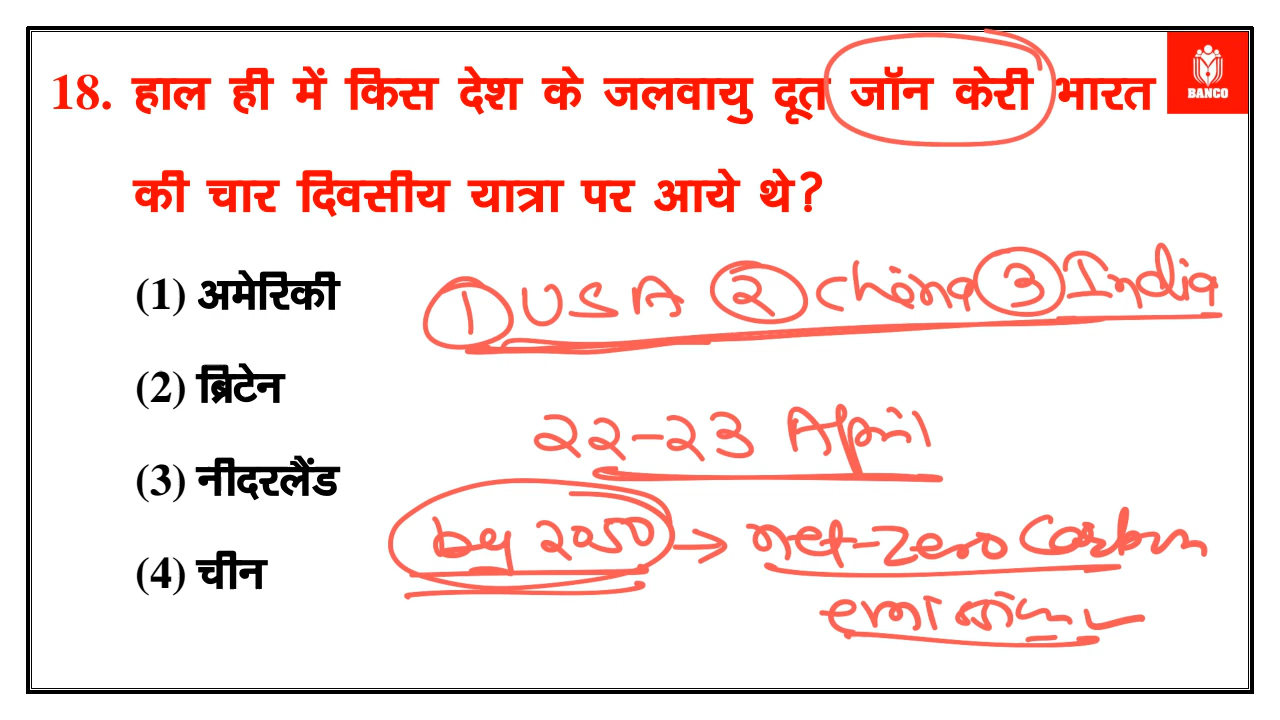 18. हाल ही में किस देश के जलवायु दूत जॉन केरी भारत
BANCO
की चार दिवसीय यात्रा पर आये थे?
(1) अमेरिकी
① USA ② China ③ India
(2) ब्रिटेन
22-23 April
(3) नीदरलैंड
by 2050 → net-zero Carbon
(4) चीन
emission